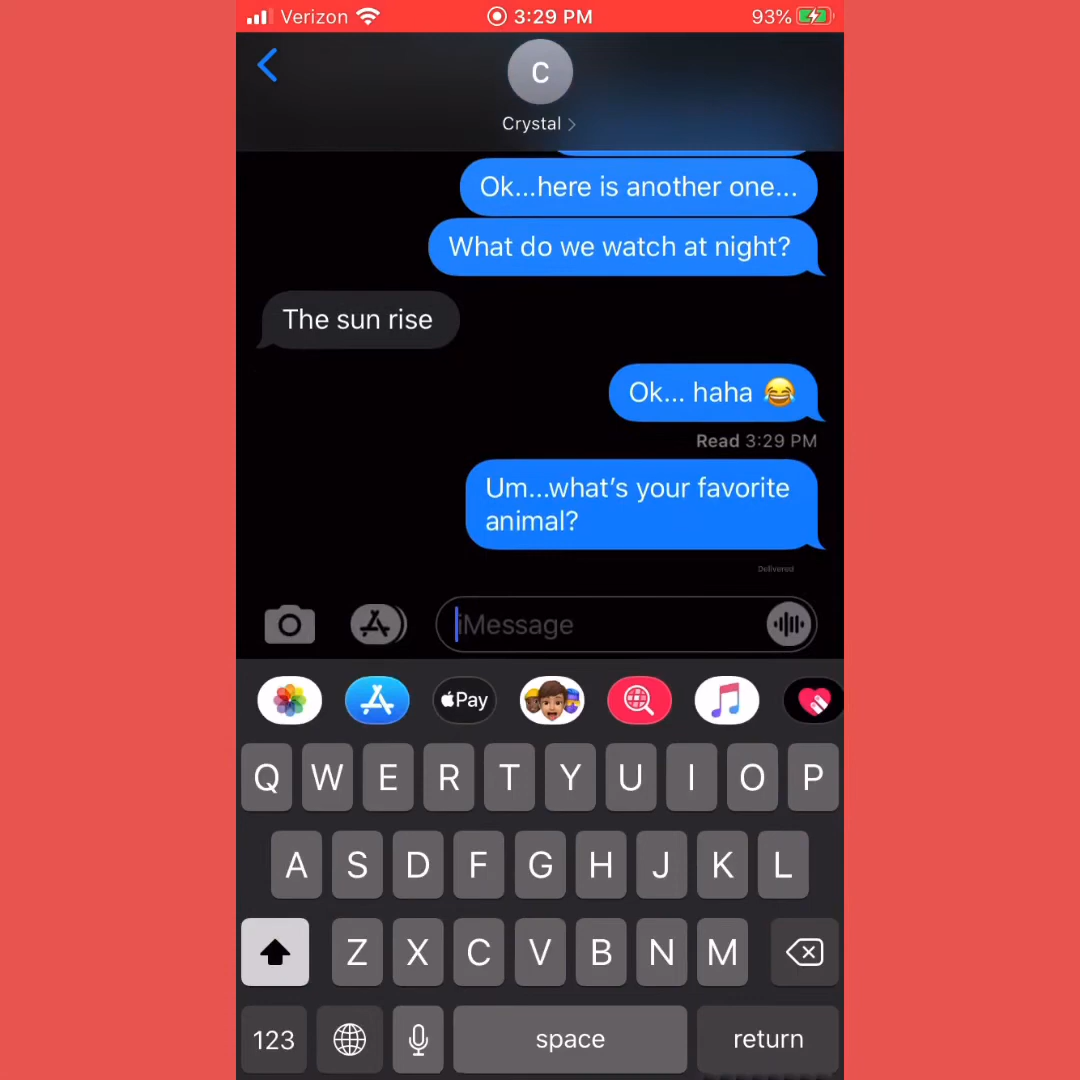 Verizon 3:29 PM 93%
C
Crystal
Ok...here is another one...
What do we watch at night?
The sun rise
Ok... haha 😂
Read 3:29 PM
Um...what's your favorite
animal?
Delivered
iMessage
Pay
Q W E R T Y U I O P
A S D F G H J K L
Z X C V B N M
123 space return